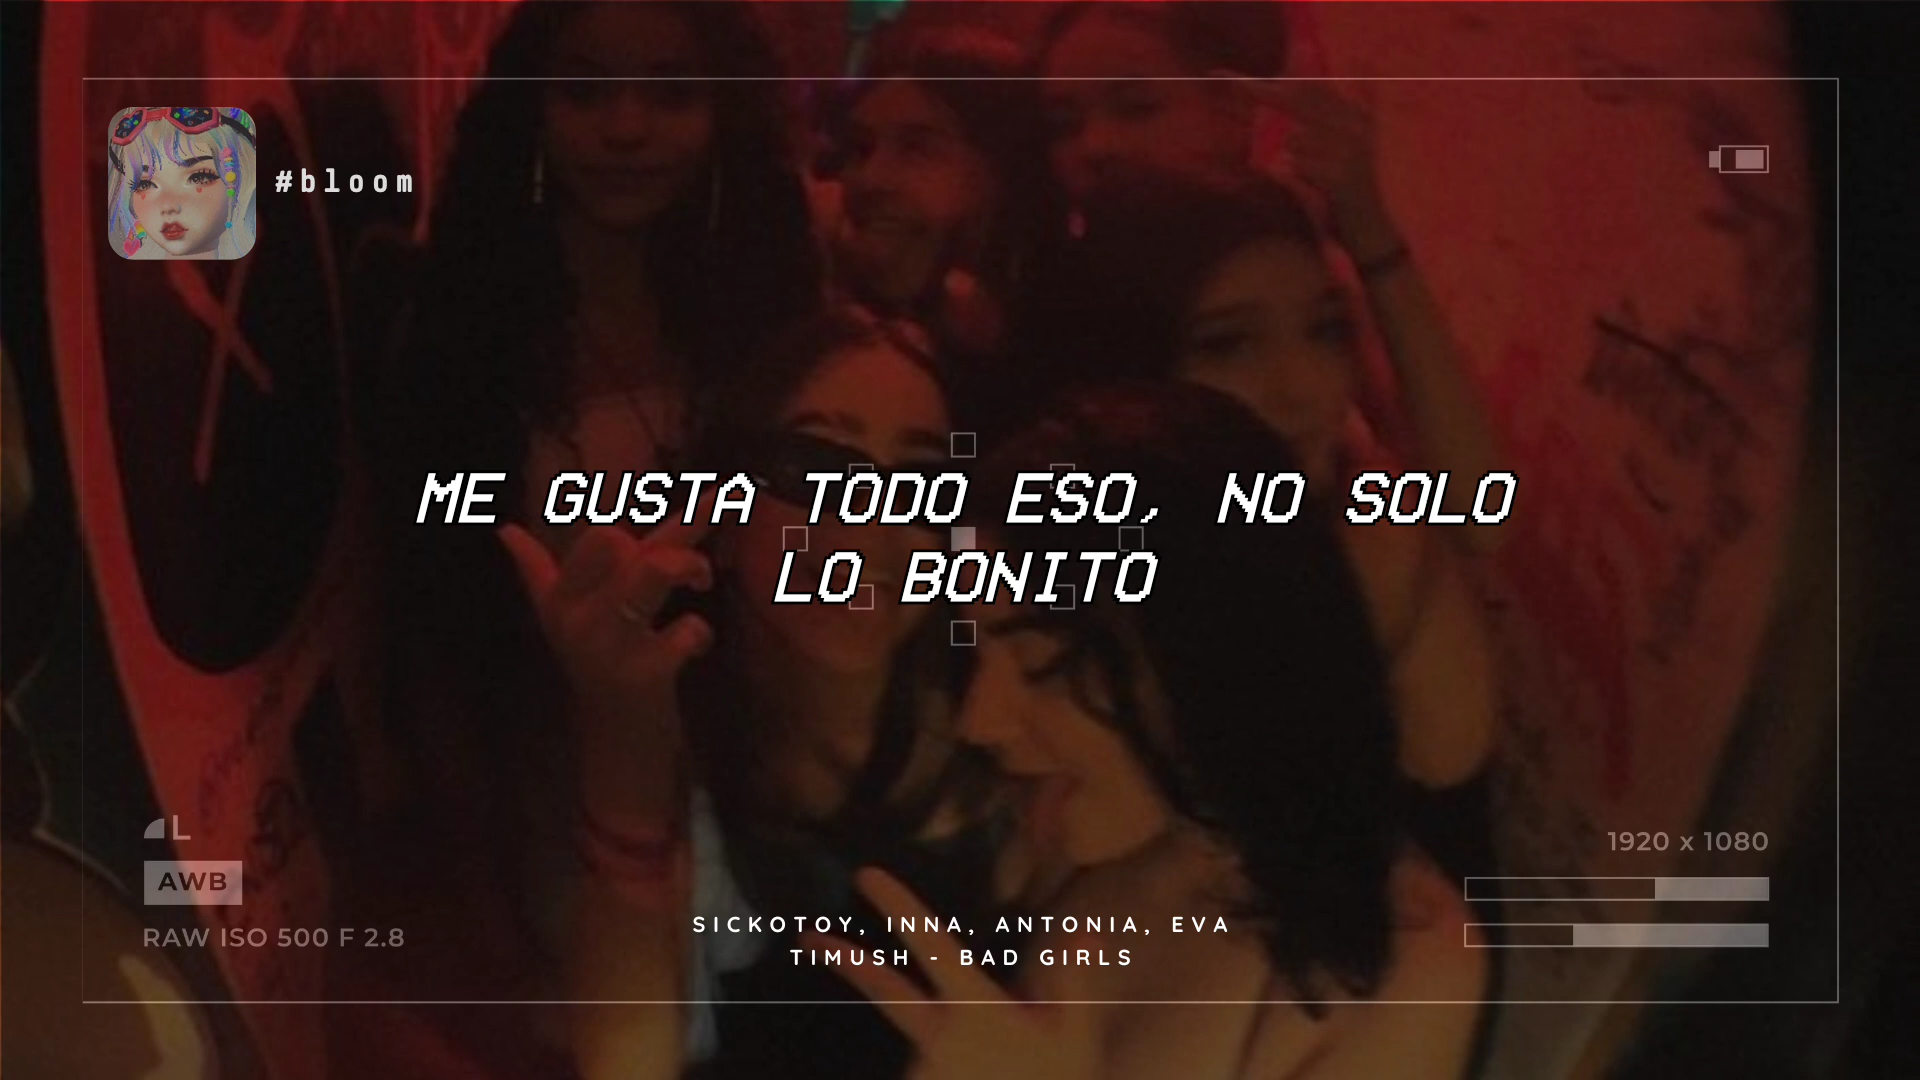 #bloom
ME GUSTA TODO ESO, NO SOLO
LO BONITO
L
AWB
RAW ISO 500 F 2.8
1920 x 1080
SICKOTOY, INNA, ANTONIA, EVA
TIMUSH - BAD GIRLS